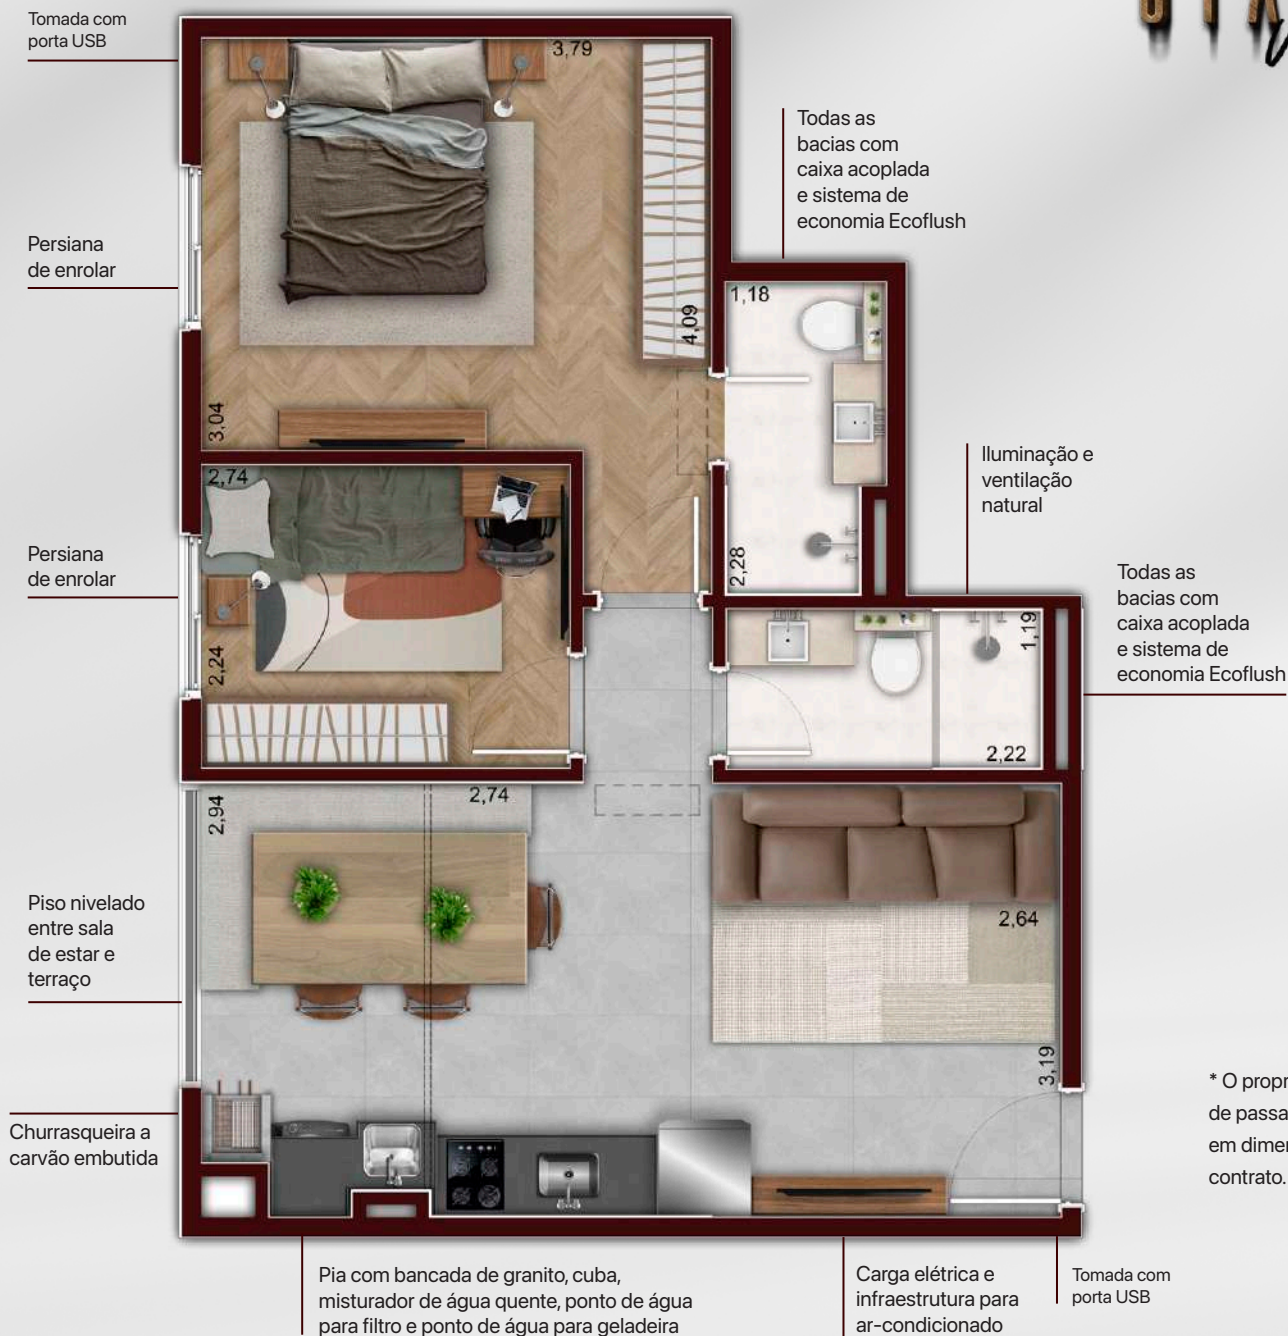 Tomada com
porta USB
3,79
Todas as
bacias com
caixa acoplada
e sistema de
economia Ecoflush
Persiana
de enrolar
1,18
4,09
3,04
Iluminação e
ventilação
natural
2,74
Persiana
de enrolar
2,28
Todas as
bacias com
caixa acoplada
e sistema de
economia Ecoflush
1,19
2,24
2,22
2,74
2,94
Piso nivelado
entre sala
de estar e
terraço
2,64
3,19
* O propr
de passa
em dimer
contrato.
Churrasqueira a
carvão embutida
Pia com bancada de granito, cuba,
misturador de água quente, ponto de água
para filtro e ponto de água para geladeira
Carga elétrica e
infraestrutura para
ar-condicionado
Tomada com
porta USB